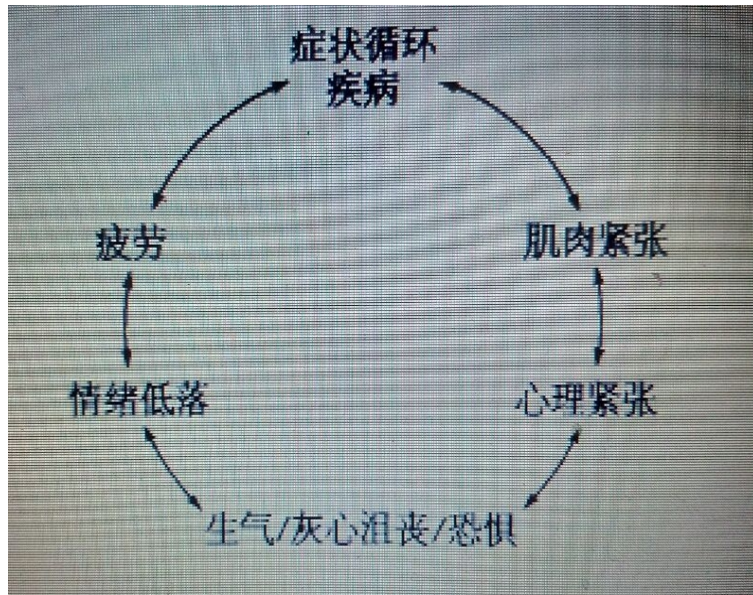 症状循环
疾病
疲劳
肌肉紧张
情绪低落
心理紧张
生气/灰心沮丧/恐惧